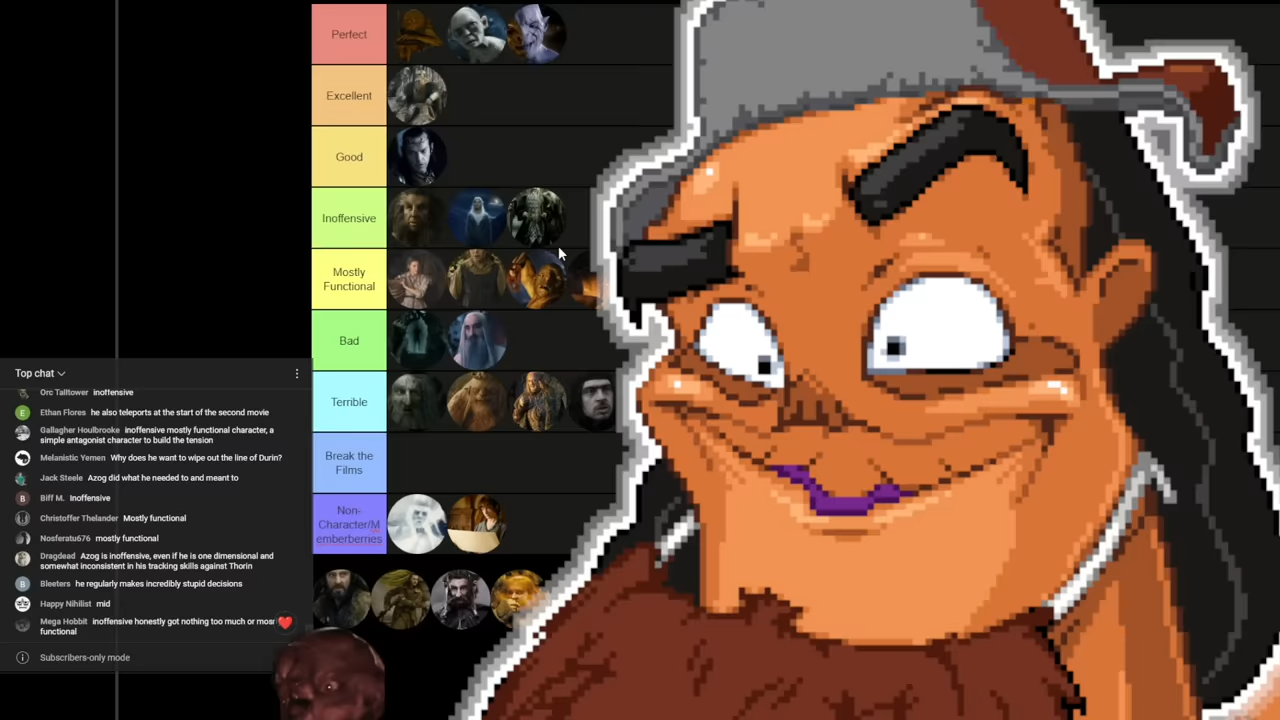 Perfect
Excellent
Good
Inoffensive
Mostly
Functional
Bad
Terrible
Break the
Films
Non-
Character/M
emberberries
Top chat
Orc Talltower inoffensive
E Ethan Flores he also teleports at the start of the second movie
Gallagher Houlbrooke inoffensive mostly functional character, a
simple antagonist character to build the tension
Melanistic Yemen Why does he want to wipe out the line of Durin?
Jack Steele Azog did what he needed to and meant to
B Biff M. Inoffensive
Christoffer Thelander Mostly functional
Nosferatu676 mostly functional
Dragdead Azog is inoffensive, even if he is one dimensional and
somewhat inconsistent in his tracking skills against Thorin
B Bleeters he regularly makes incredibly stupid decisions
Happy Nihilist mid
Mega Hobbit inoffensive honestly got nothing too much or
functional
Subscribers-only mode